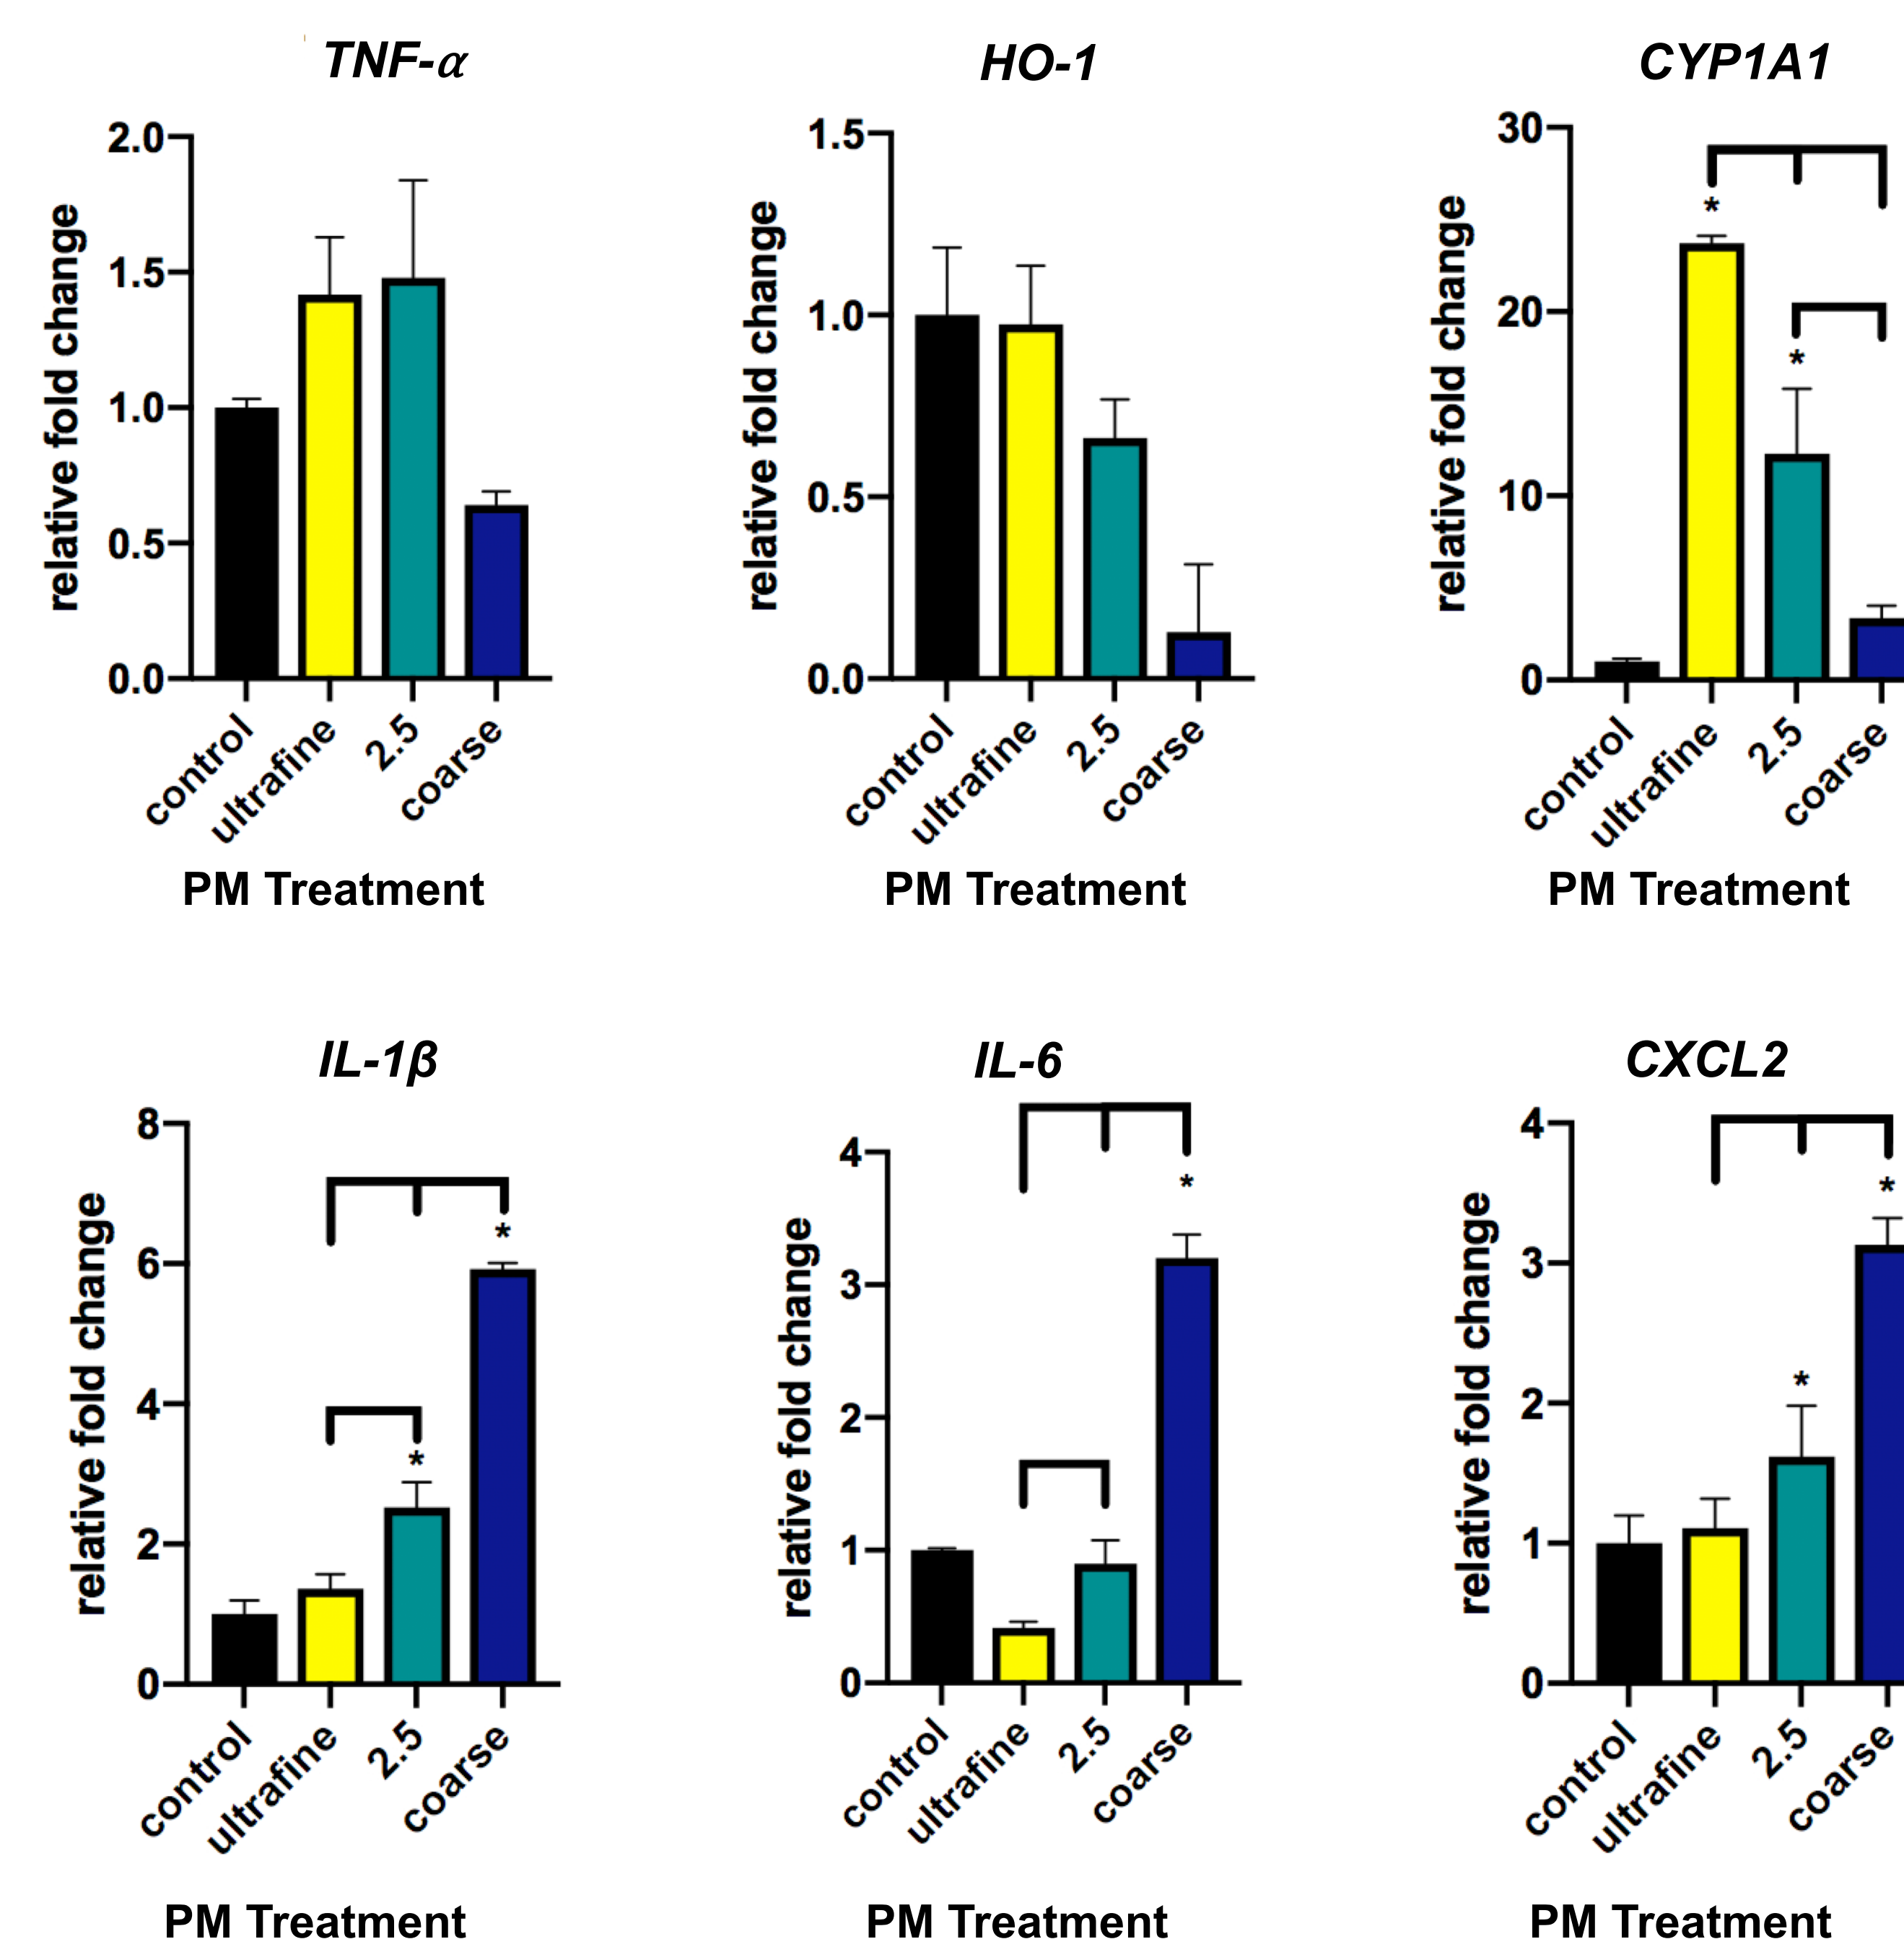 TNF-α
HO-1
CYP1A1
relative fold change
2.0
1.5
1.0
0.5
0.0
control
ultrafine
2.5
coarse
PM Treatment
relative fold change
1.5
1.0
0.5
0.0
control
ultrafine
2.5
coarse
PM Treatment
relative fold change
30
20
10
0
*
*
control
ultrafine
2.5
coarse
PM Treatment
IL-1β
IL-6
CXCL2
relative fold change
8
6
4
2
0
*
*
control
ultrafine
2.5
coarse
PM Treatment
relative fold change
4
3
2
1
0
*
control
ultrafine
2.5
coarse
PM Treatment
relative fold change
4
3
2
1
0
*
*
control
ultrafine
2.5
coarse
PM Treatment